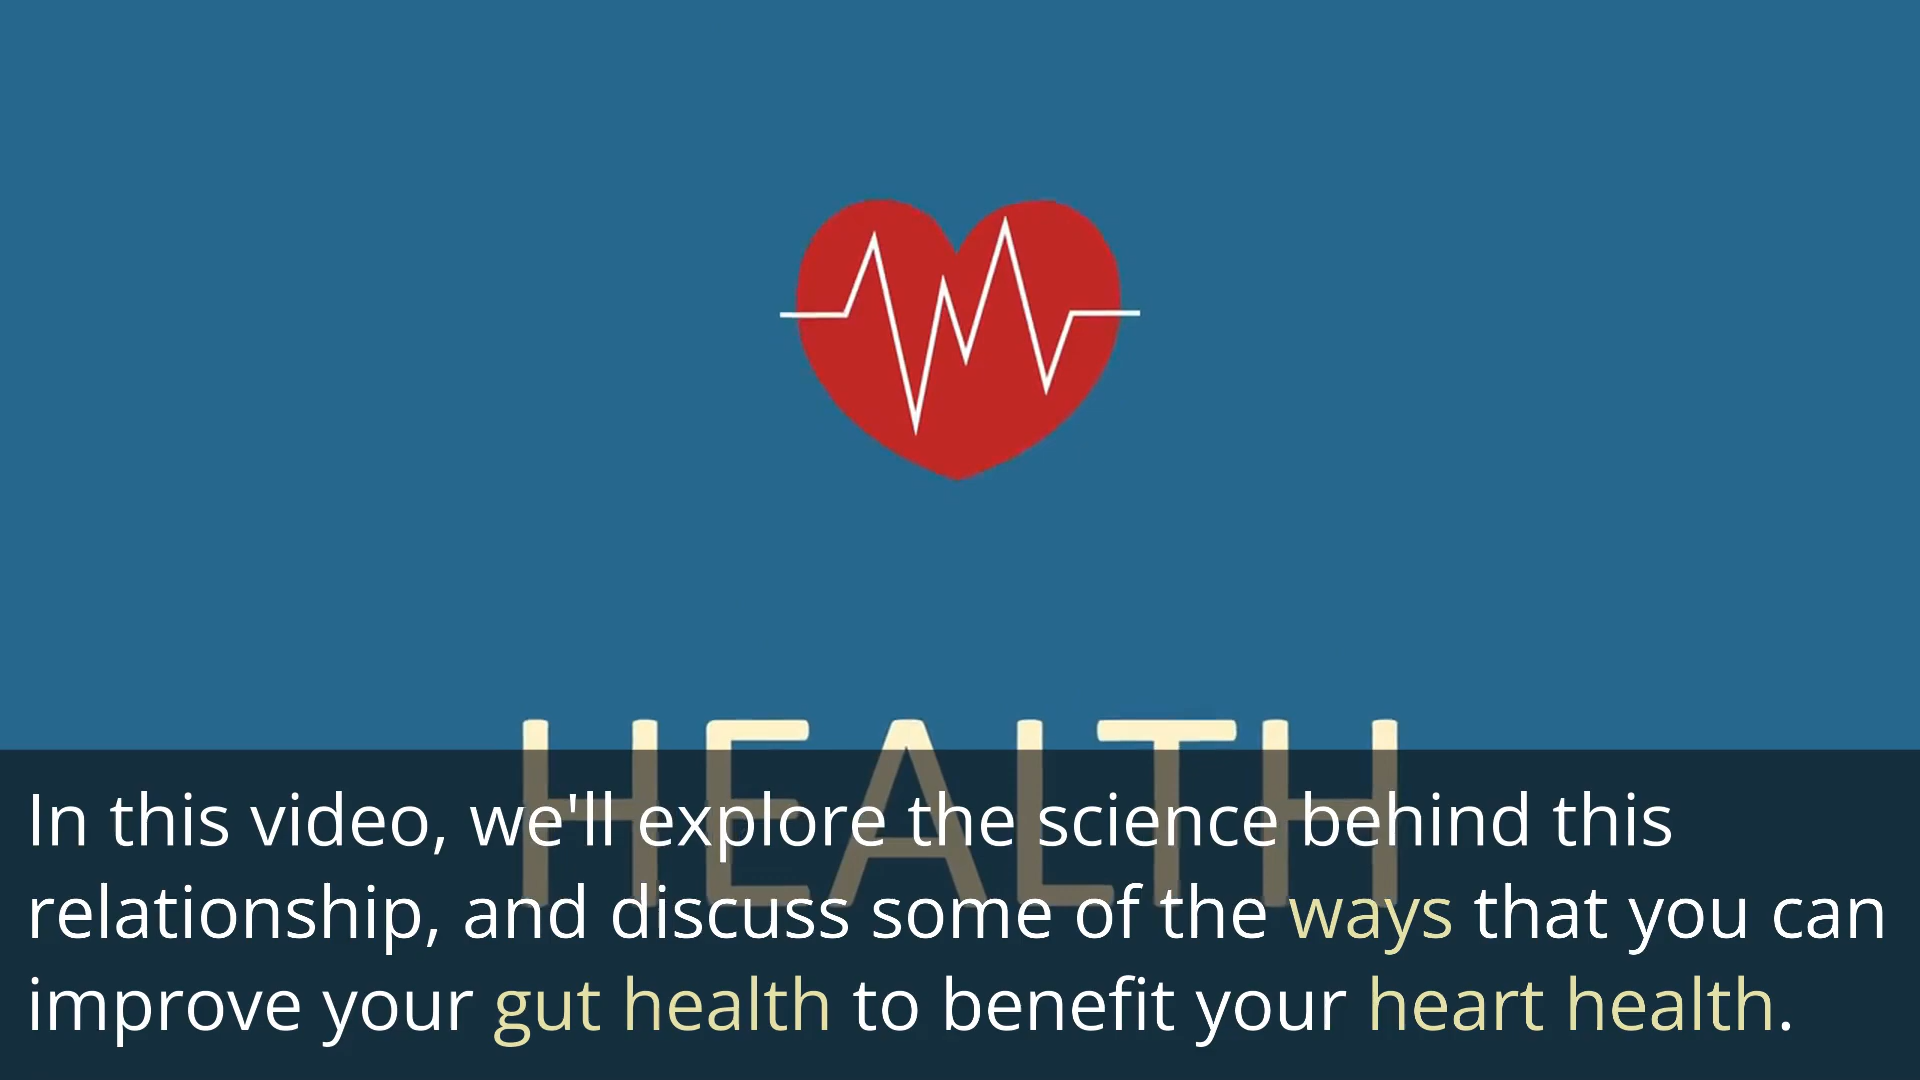 HEALTH
In this video, we'll explore the science behind this
relationship, and discuss some of the ways that you can
improve your gut health to benefit your heart health.